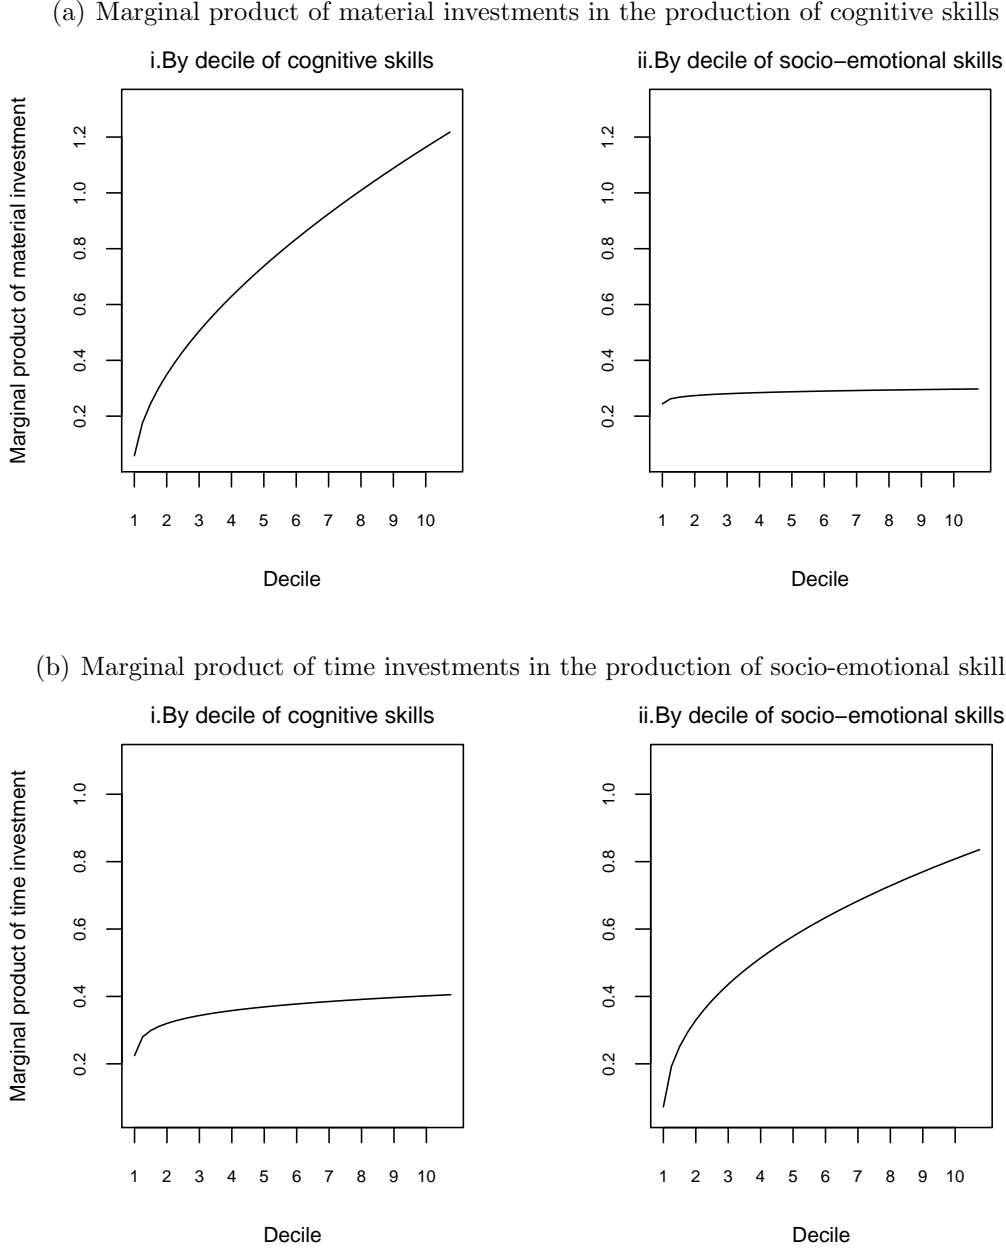 (a) Marginal product of material investments in the production of cognitive skills
i.By decile of cognitive skills
Marginal product of material investment
0.2 0.4 0.6 0.8 1.0 1.2
1 2 3 4 5 6 7 8 9 10
Decile
ii.By decile of socio−emotional skills
0.2 0.4 0.6 0.8 1.0 1.2
1 2 3 4 5 6 7 8 9 10
Decile
(b) Marginal product of time investments in the production of socio-emotional skill
i.By decile of cognitive skills
Marginal product of time investment
0.2 0.4 0.6 0.8 1.0
1 2 3 4 5 6 7 8 9 10
Decile
ii.By decile of socio−emotional skills
0.2 0.4 0.6 0.8 1.0
1 2 3 4 5 6 7 8 9 10
Decile